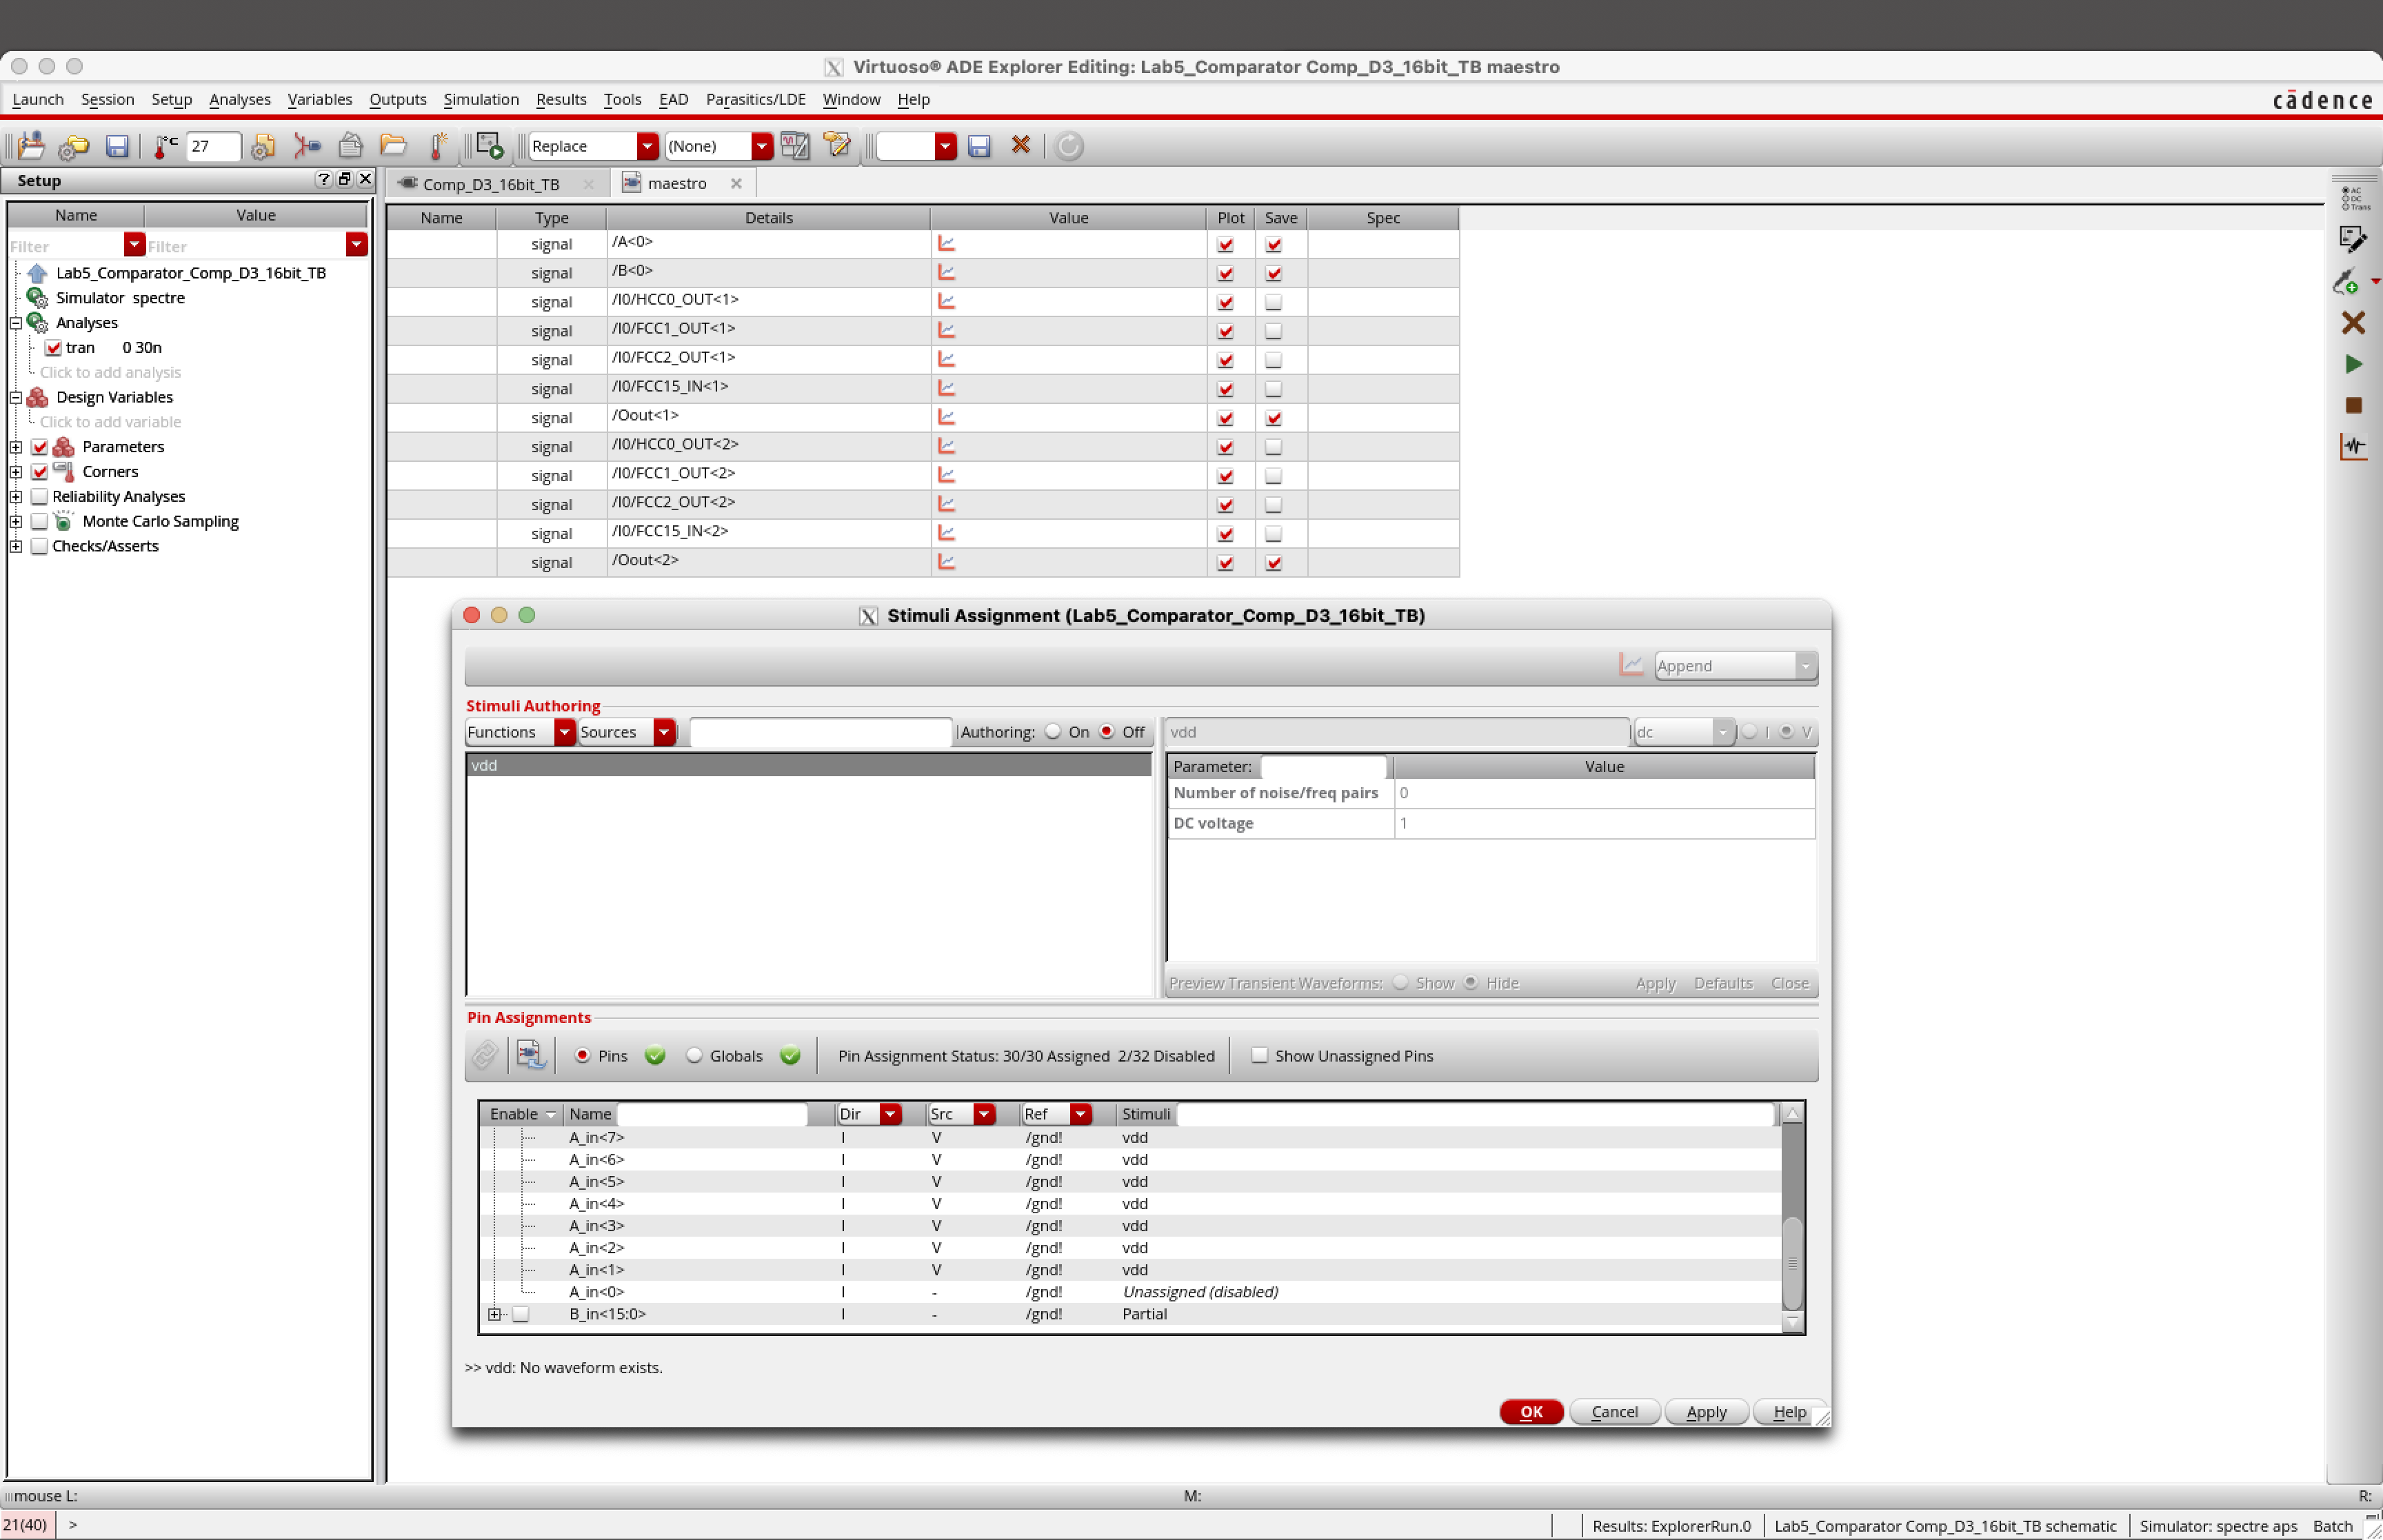 Virtuoso® ADE Explorer Editing: Lab5_Comparator Comp_D3_16bit_TB maestro
Launch Session Setup Analyses Variables Outputs Simulation Results Tools EAD Parasitics/LDE Window Help
cādence
°C 27 Replace (None)
Setup
Comp_D3_16bit_TB maestro
AC
DC
Trans
Name Value
Filter Filter
Lab5_Comparator_Comp_D3_16bit_TB
Simulator spectre
Analyses
tran 0 30n
Click to add analysis
Design Variables
Click to add variable
Parameters
Corners
Reliability Analyses
Monte Carlo Sampling
Checks/Asserts
Name Type Details Value Plot Save Spec
signal /A<0>
signal /B<0>
signal /I0/HCC0_OUT<1>
signal /I0/FCC1_OUT<1>
signal /I0/FCC2_OUT<1>
signal /I0/FCC15_IN<1>
signal /Oout<1>
signal /I0/HCC0_OUT<2>
signal /I0/FCC1_OUT<2>
signal /I0/FCC2_OUT<2>
signal /I0/FCC15_IN<2>
signal /Oout<2>
Stimuli Assignment (Lab5_Comparator_Comp_D3_16bit_TB)
Append
Stimuli Authoring
Functions Sources Authoring: On Off
vdd
vdd dc I V
Parameter: Value
Number of noise/freq pairs 0
DC voltage 1
Preview Transient Waveforms: Show Hide Apply Defaults Close
Pin Assignments
Pins Globals Pin Assignment Status: 30/30 Assigned 2/32 Disabled Show Unassigned Pins
Enable Name Dir Src Ref Stimuli
A_in<7> I V /gnd! vdd
A_in<6> I V /gnd! vdd
A_in<5> I V /gnd! vdd
A_in<4> I V /gnd! vdd
A_in<3> I V /gnd! vdd
A_in<2> I V /gnd! vdd
A_in<1> I V /gnd! vdd
A_in<0> I - /gnd! Unassigned (disabled)
B_in<15:0> I - /gnd! Partial
>> vdd: No waveform exists.
OK Cancel Apply Help
mouse L: M: R:
21(40) > Results: ExplorerRun.0 Lab5_Comparator Comp_D3_16bit_TB schematic Simulator: spectre aps Batch